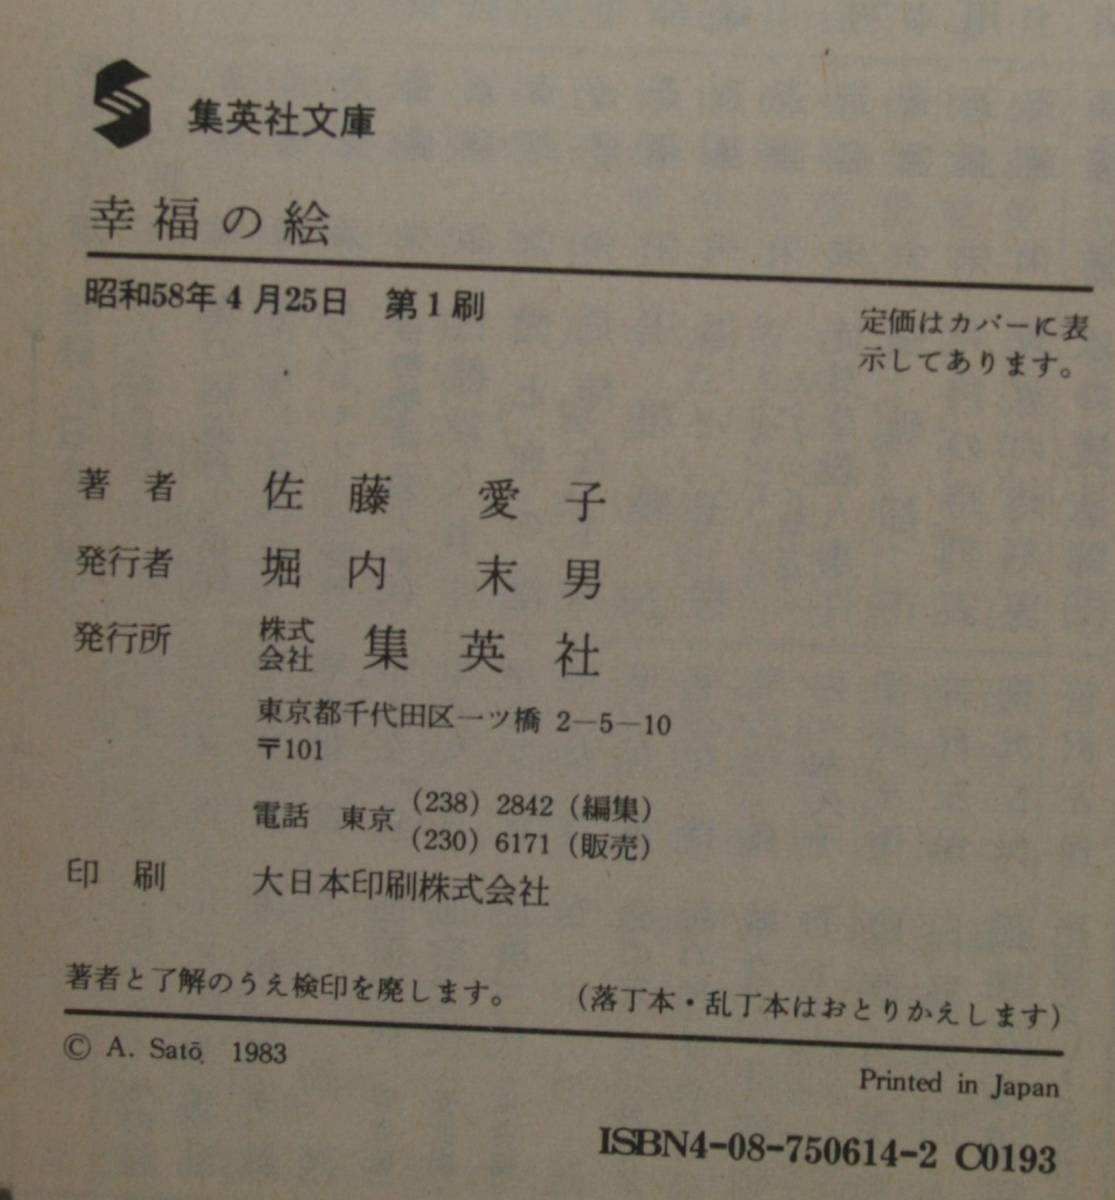 集英社文庫
幸福の絵
昭和58年4月25日 第1刷
定価はカバーに表
示してあります。
著者 佐藤 愛子
発行者 堀内 末男
発行所 株式会社 集英社
東京都千代田区一ツ橋 2—5—10
〒101
電話 東京 (238) 2842 (編集)
(230) 6171 (販売)
印刷 大日本印刷株式会社
著者と了解のうえ検印を廃します。 (落丁本・乱丁本はおとりかえします)
© A. Satō 1983
Printed in Japan
ISBN4-08-750614-2 C0193